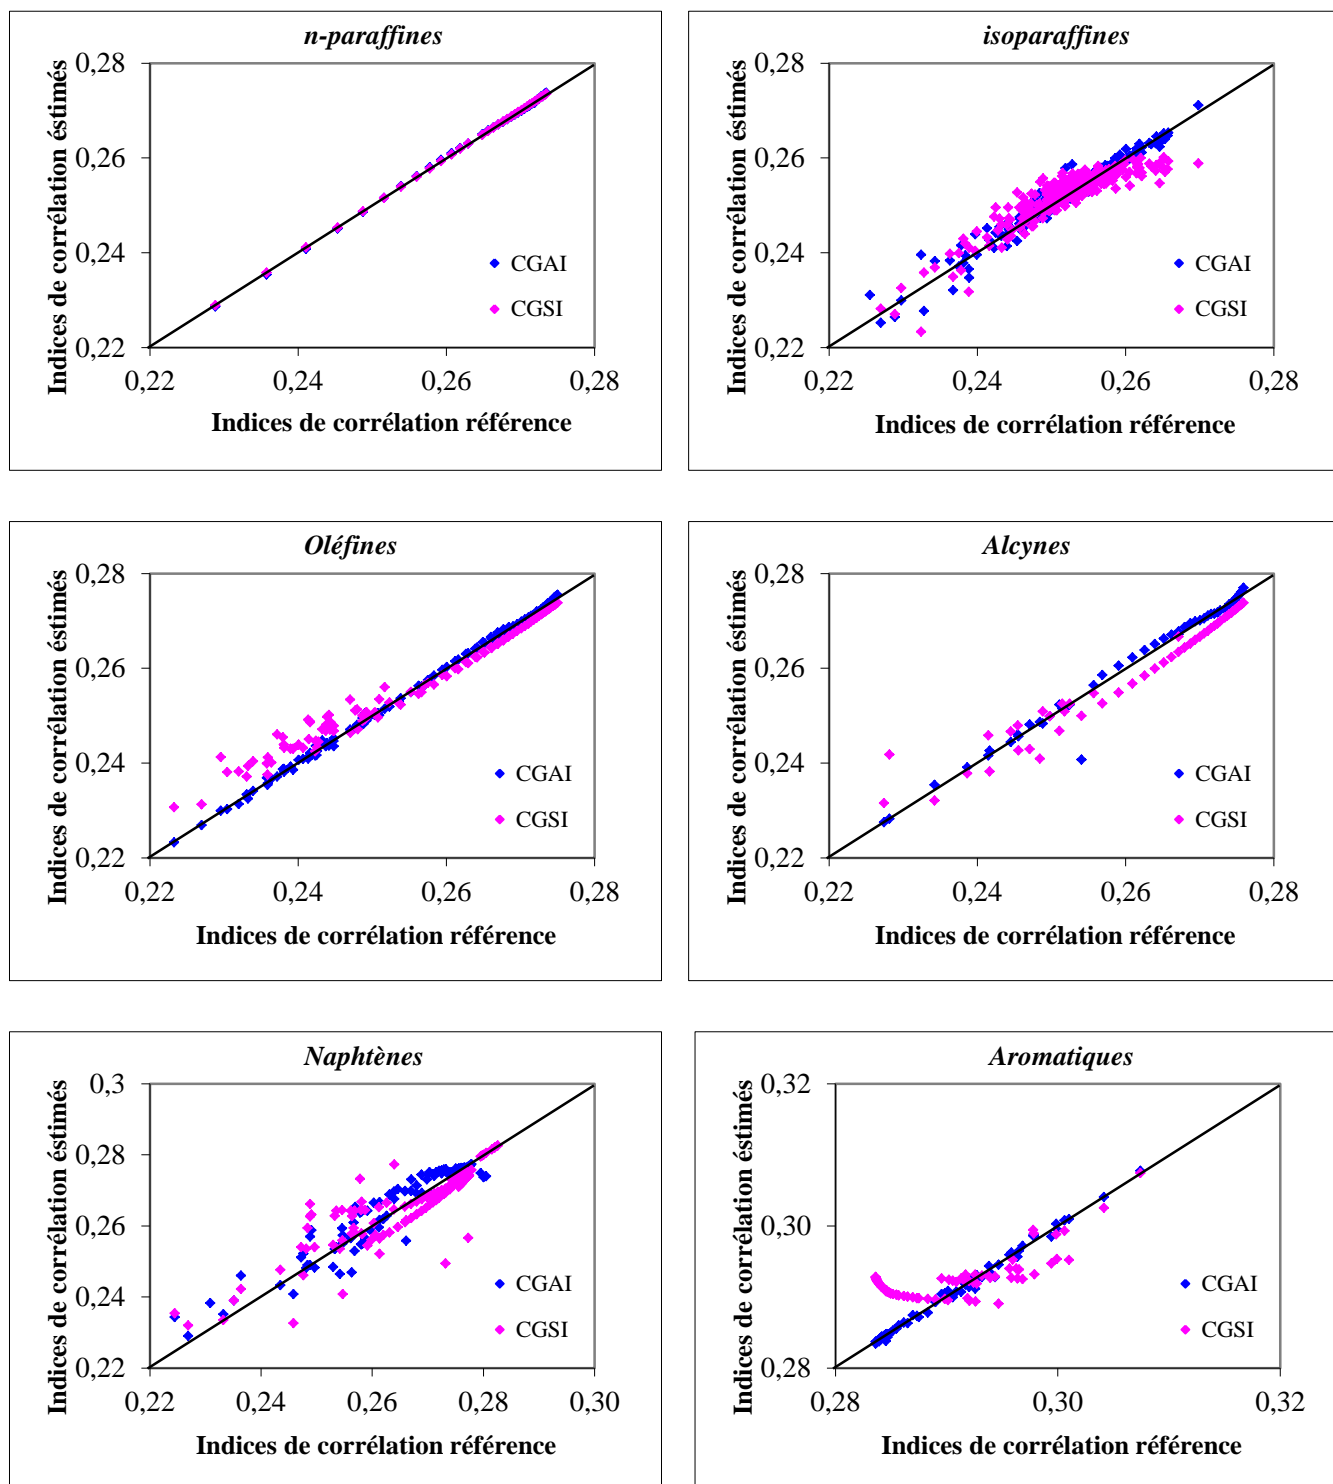 n-paraffines
Indices de corrélation éstimés
0,28
0,26
0,24
0,22
0,22 0,24 0,26 0,28
CGAI
CGSI
Indices de corrélation référence
isoparaffines
Indices de corrélation éstimés
0,28
0,26
0,24
0,22
0,22 0,24 0,26 0,28
CGAI
CGSI
Indices de corrélation référence
Oléfines
Indices de corrélation éstimés
0,28
0,26
0,24
0,22
0,22 0,24 0,26 0,28
CGAI
CGSI
Indices de corrélation référence
Alcynes
Indices de corrélation éstimés
0,28
0,26
0,24
0,22
0,22 0,24 0,26 0,28
CGAI
CGSI
Indices de corrélation référence
Naphtènes
Indices de corrélation éstimés
0,3
0,28
0,26
0,24
0,22
0,22 0,24 0,26 0,28 0,30
CGAI
CGSI
Indices de corrélation référence
Aromatiques
Indices de corrélation éstimés
0,32
0,30
0,28
0,28 0,30 0,32
CGAI
CGSI
Indices de corrélation référence